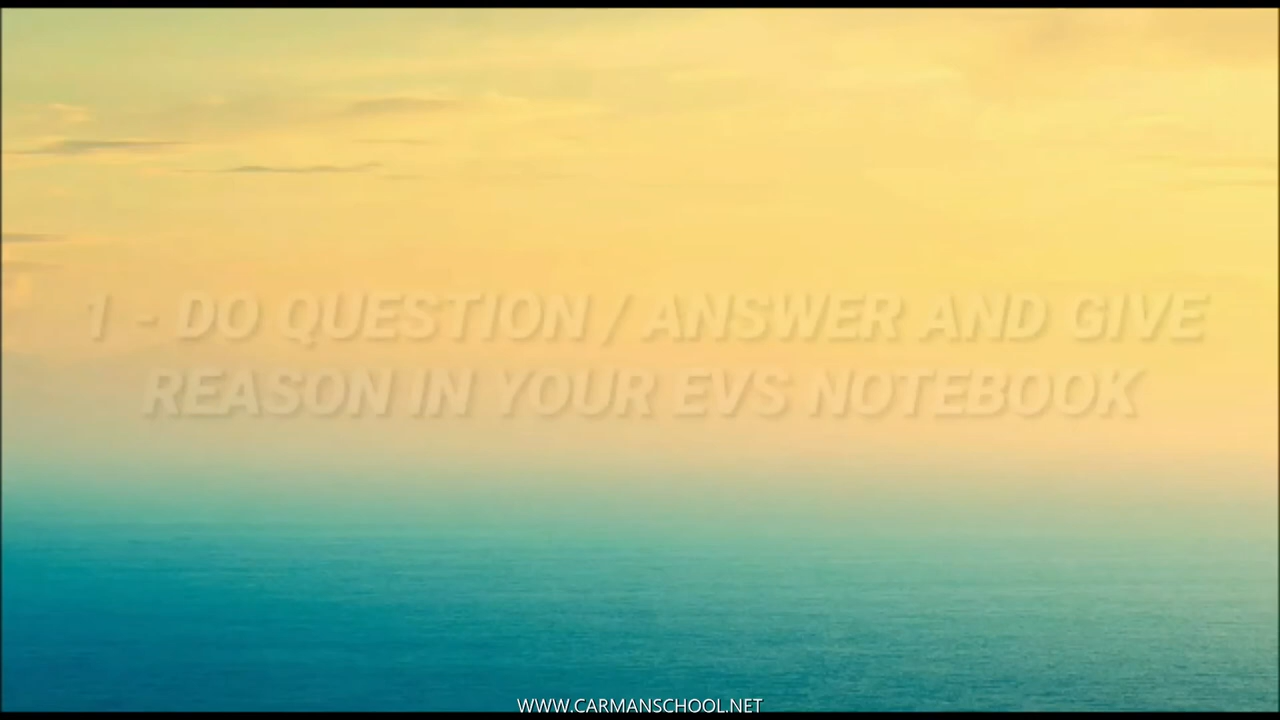 1 - DO QUESTION / ANSWER AND GIVE
REASON IN YOUR EVS NOTEBOOK
WWW.CARMANSCHOOL.NET